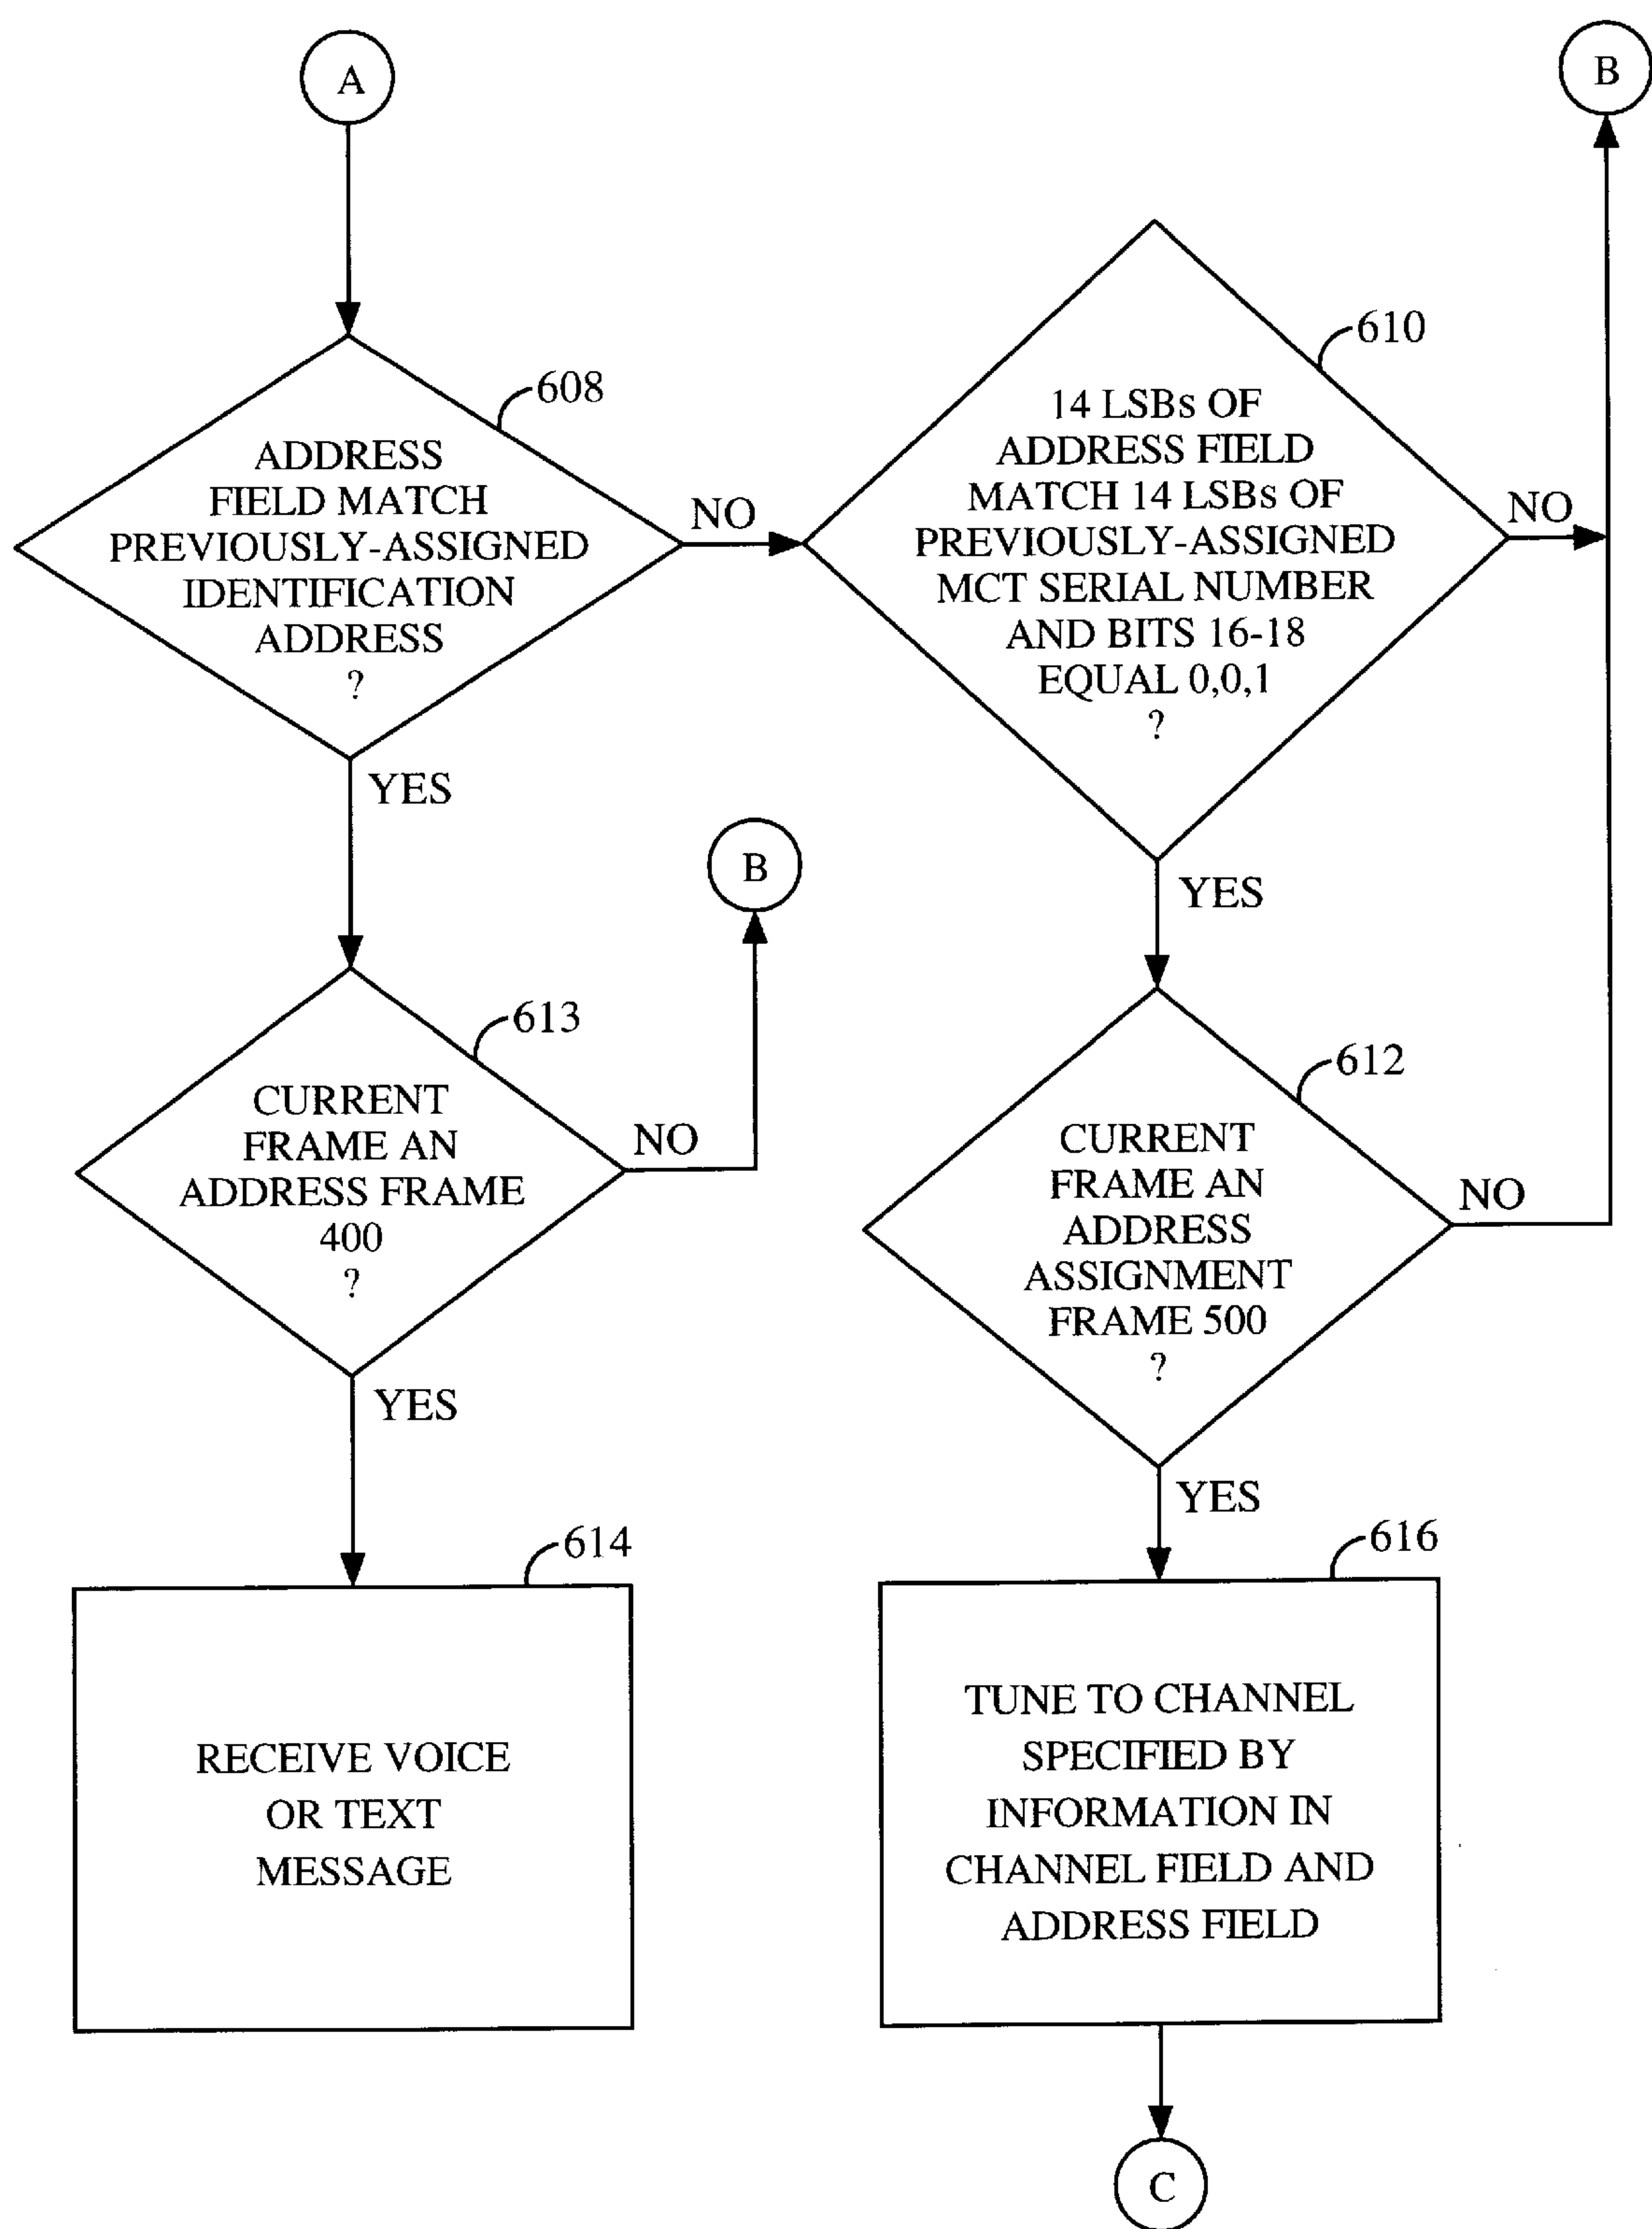 A
B
608
ADDRESS
FIELD MATCH
PREVIOUSLY-ASSIGNED
IDENTIFICATION
ADDRESS
?
NO
YES
610
14 LSBs OF
ADDRESS FIELD
MATCH 14 LSBs OF
PREVIOUSLY-ASSIGNED
MCT SERIAL NUMBER
AND BITS 16-18
EQUAL 0,0,1
?
NO
YES
B
613
CURRENT
FRAME AN
ADDRESS FRAME
400
?
NO
YES
612
CURRENT
FRAME AN
ADDRESS
ASSIGNMENT
FRAME 500
?
NO
YES
614
RECEIVE VOICE
OR TEXT
MESSAGE
616
TUNE TO CHANNEL
SPECIFIED BY
INFORMATION IN
CHANNEL FIELD AND
ADDRESS FIELD
C